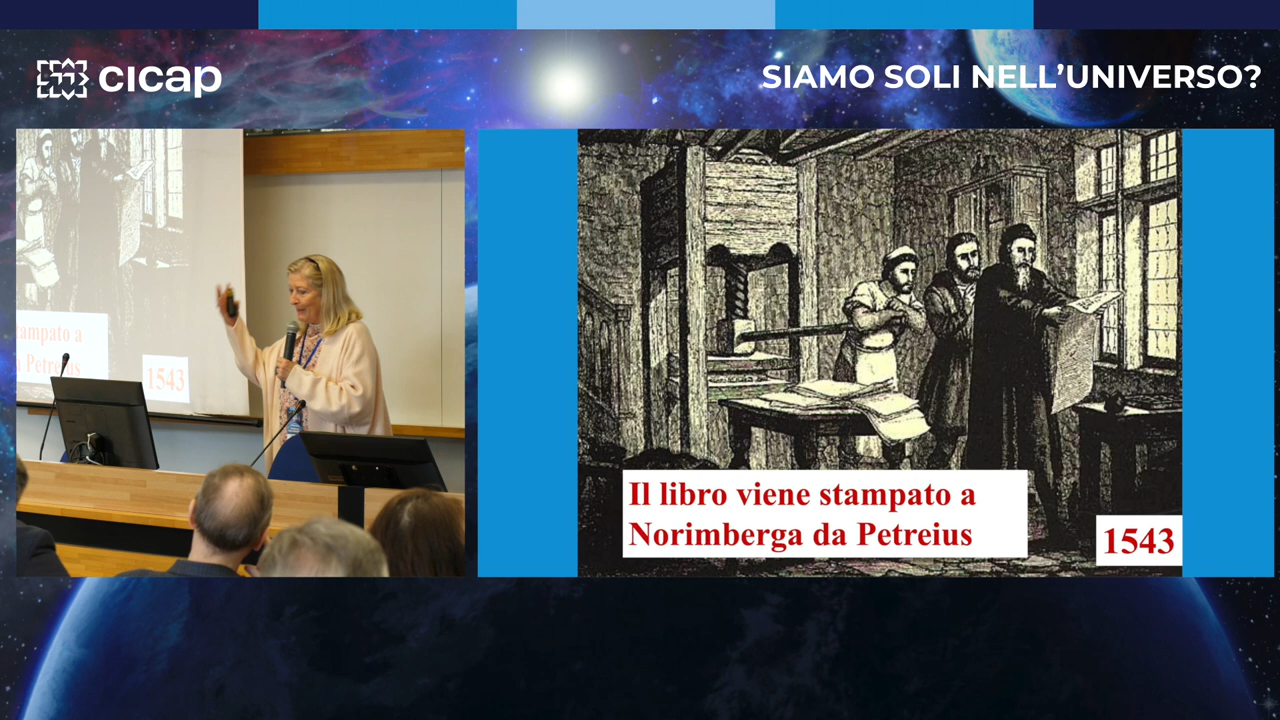 cicap
SIAMO SOLI NELL’UNIVERSO?
stampato a
Petreius
1543
Il libro viene stampato a
Norimberga da Petreius
1543